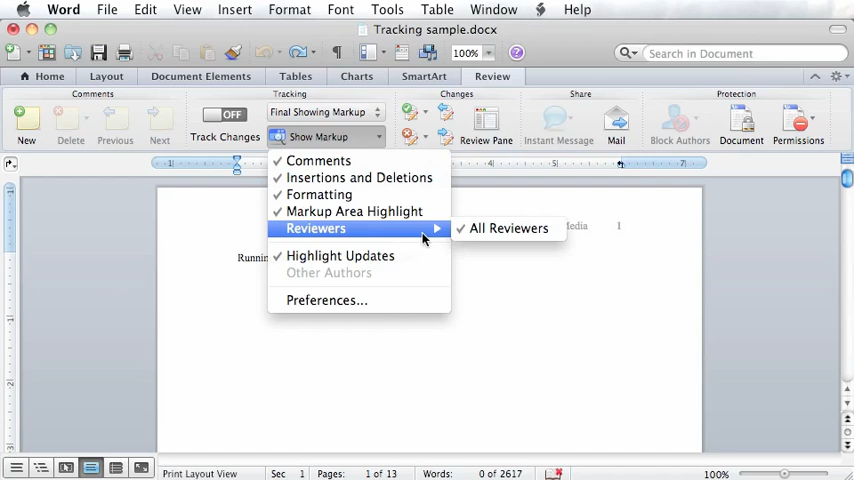 Word File Edit View Insert Format Font Tools Table Window Help
Tracking sample.docx
100%
Search in Document
Home Layout Document Elements Tables Charts SmartArt Review
Comments Tracking Changes Share Protection
OFF Final Showing Markup
New Delete Previous Next Track Changes Show Markup Review Pane Instant Message Mail Block Authors Document Permissions
Comments
Insertions and Deletions
Formatting
Markup Area Highlight
Reviewers
All Reviewers
Highlight Updates
Other Authors
Preferences...
Media 1
Runnin
Print Layout View Sec 1 Pages: 1 of 13 Words: 0 of 2617 100%